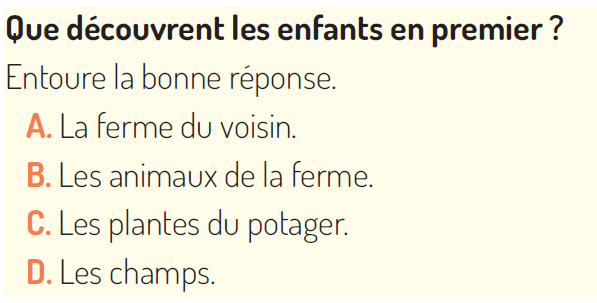 Que découvrent les enfants en premier ?
Entoure la bonne réponse.
A. La ferme du voisin.
B. Les animaux de la ferme.
C. Les plantes du potager.
D. Les champs.